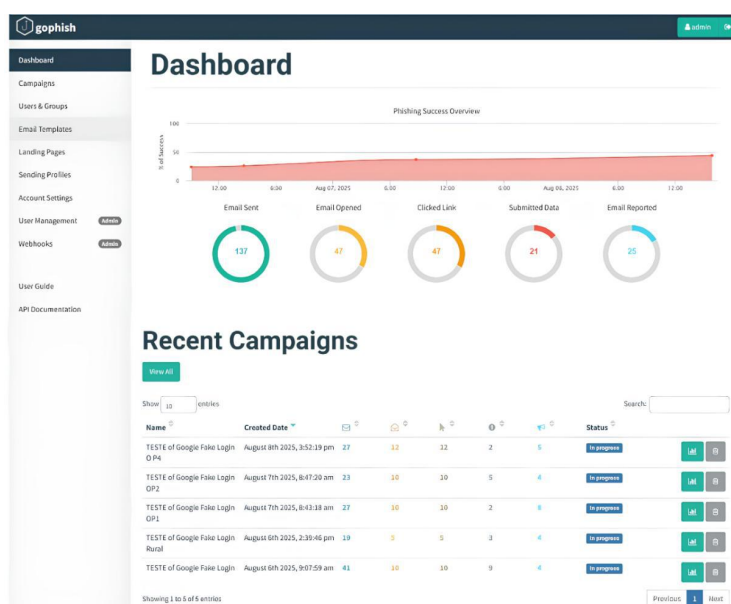 gophish
admin
Dashboard
Campaigns
Users & Groups
Email Templates
Landing Pages
Sending Profiles
Account Settings
User Management Admin
Webhooks Admin
User Guide
API Documentation
Dashboard
Phishing Success Overview
% of Success
100
50
0
12:00 6:00 Aug 07, 2025 6:00 12:00 6:00 Aug 08, 2025 6:00 12:00
Email Sent Email Opened Clicked Link Submitted Data Email Reported
137 47 47 21 25
Recent Campaigns
View All
Show 10 entries
Search:
Name Created Date Status
TESTE of Google Fake Login August 8th 2025, 3:52:19 pm 27 12 12 2 5 In progress
O P4
TESTE of Google Fake Login August 7th 2025, 8:47:20 am 23 10 10 5 4 In progress
OP2
TESTE of Google Fake Login August 7th 2025, 8:43:18 am 27 10 10 2 In progress
OP1
TESTE of Google Fake Login August 6th 2025, 2:39:46 pm 19 5 5 3 4 In progress
Rural
TESTE of Google Fake Login August 6th 2025, 9:07:59 am 41 10 10 9 4 In progress
Showing 1 to 5 of 5 entries
Previous 1 Next